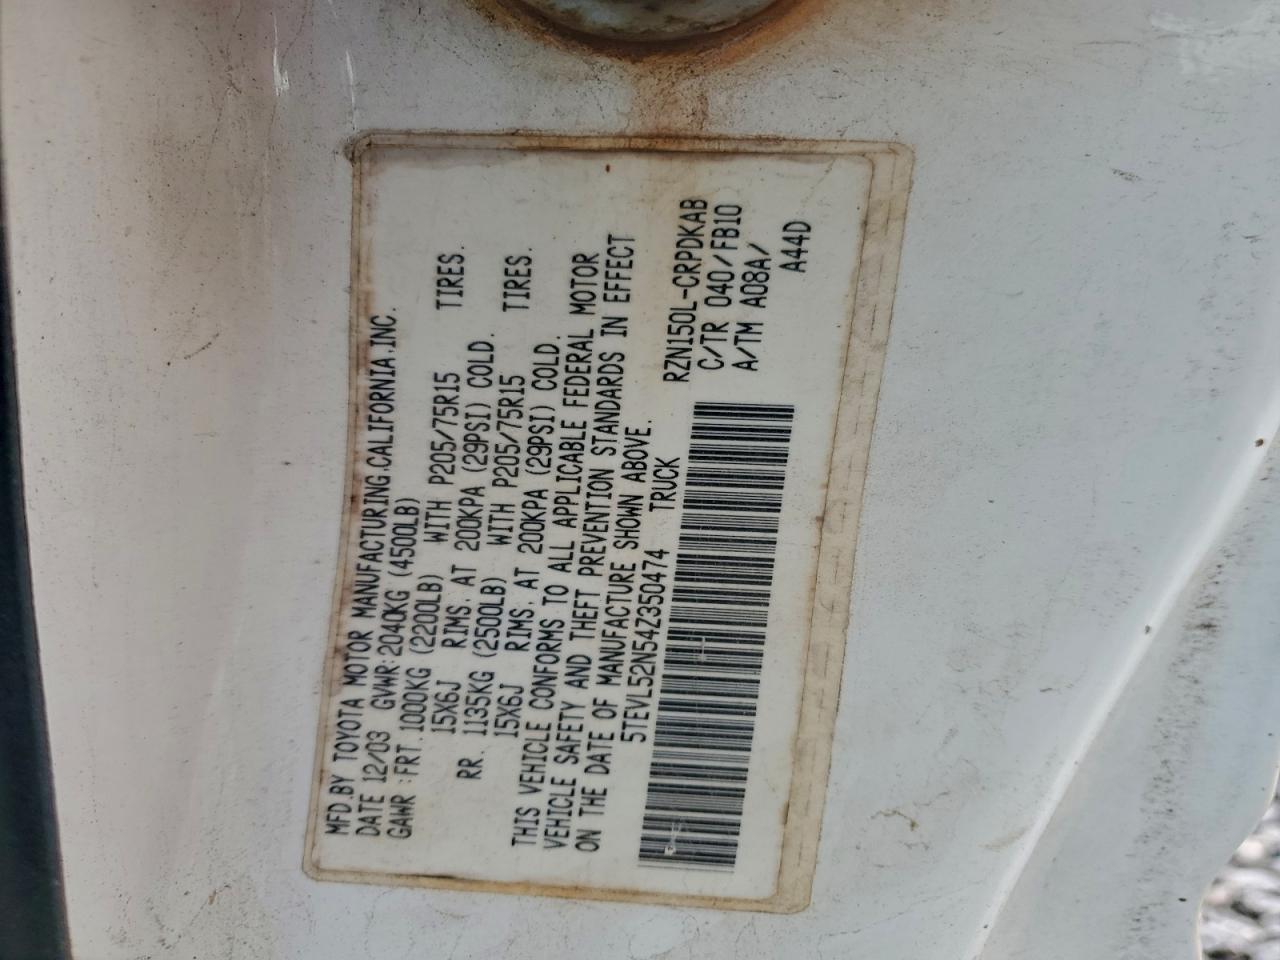 MFD.BY TOYOTA MOTOR MANUFACTURING.CALIFORNIA.INC.
DATE 12/03 GVWR:2040KG (4500LB)
GAWR :FRT.1000KG (2200LB) WITH P205/75R15 TIRES.
15X6J RIMS. AT 200KPA (29PSI) COLD.
RR. 1135KG (2500LB) WITH P205/75R15 TIRES.
15X6J RIMS. AT 200KPA (29PSI) COLD.
THIS VEHICLE CONFORMS TO ALL APPLICABLE FEDERAL MOTOR
VEHICLE SAFETY AND THEFT PREVENTION STANDARDS IN EFFECT
ON THE DATE OF MANUFACTURE SHOWN ABOVE.
5TEVL52N54Z350474 TRUCK
RZN150L-CRPDKAB
C/TR 040/FB10
A/TM A08A/
A44D